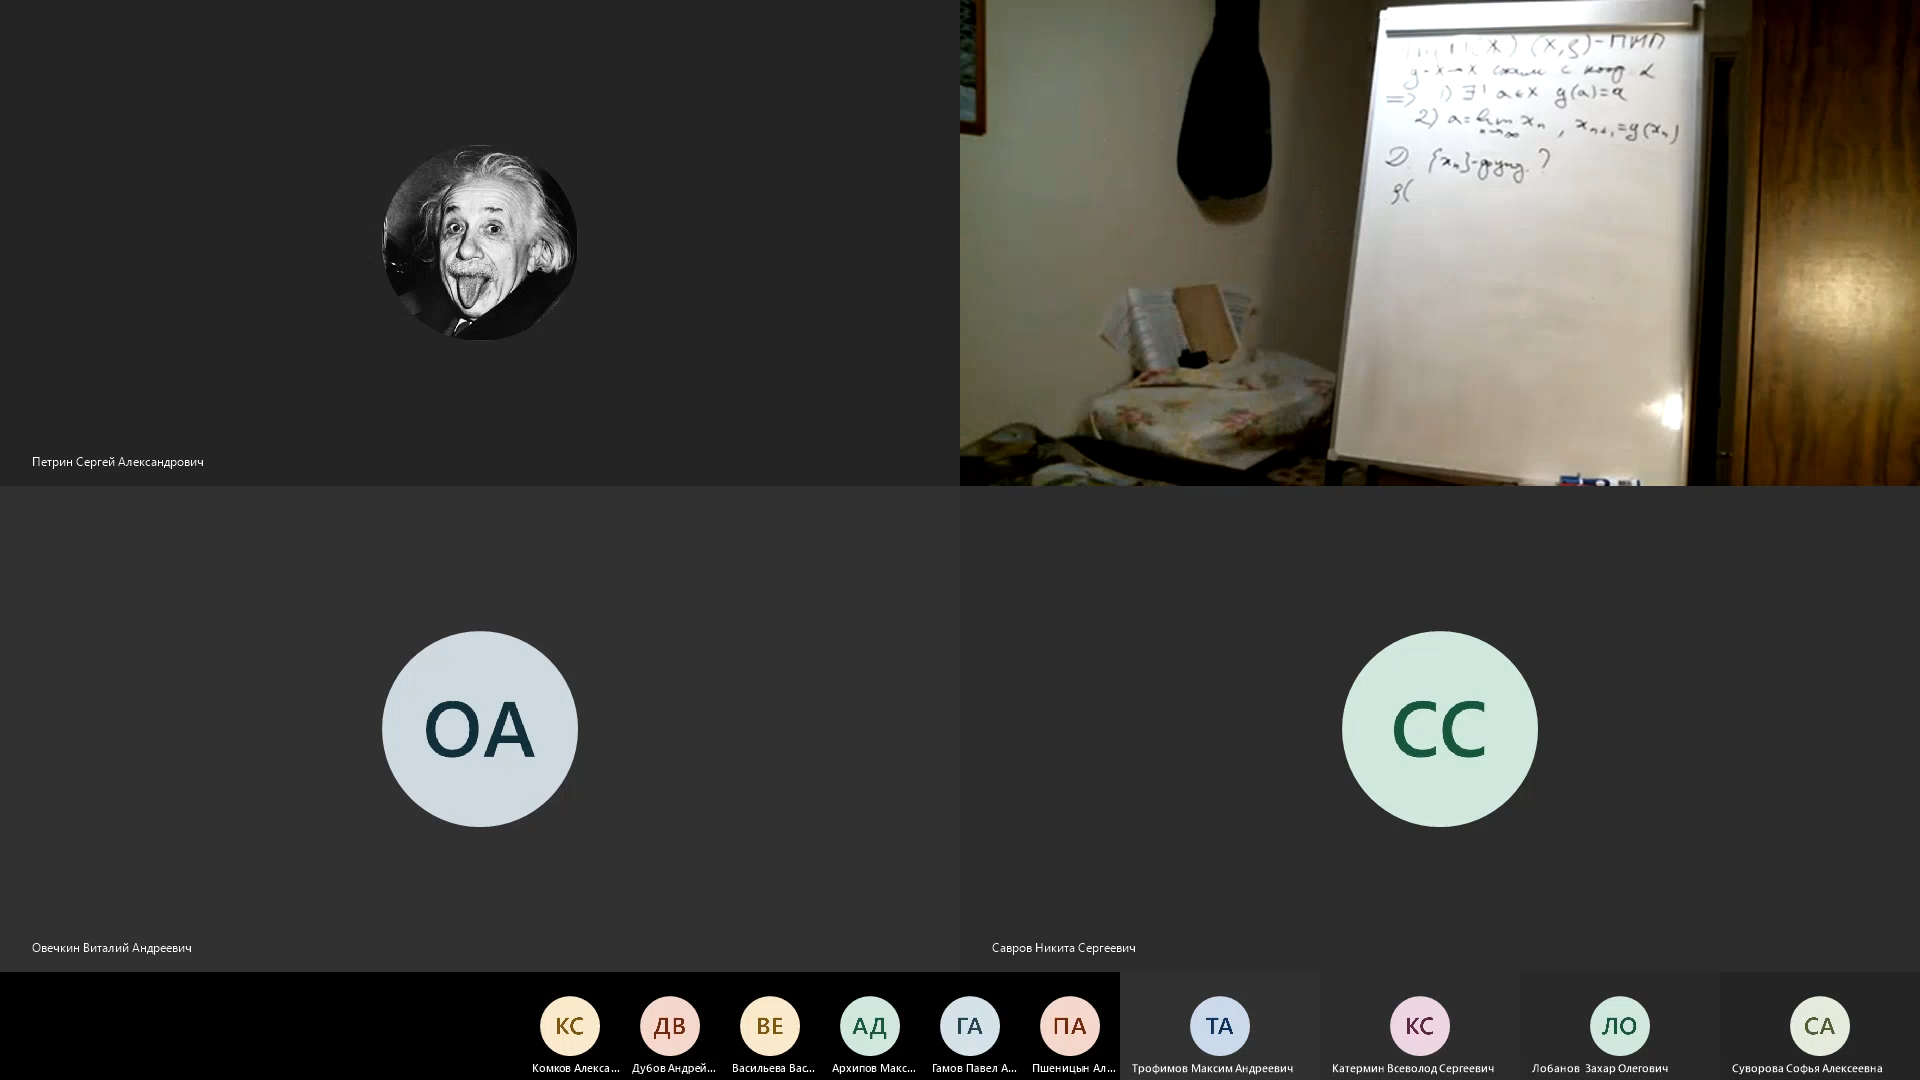 (X, ρ)-ПМП
y: X→X сжим с коэф. α
=> 1) ∃! a∈X y(a)=a
2) a=lim xₙ, xₙ₊₁=y(xₙ)
n→∞
D. {xₙ}-фунд. ?
ρ(
Петрин Сергей Александрович
OA
CC
Овечкин Виталий Андреевич
Савров Никита Сергеевич
КС
ДВ
ВЕ
АД
ГА
ПА
ТА
КС
ЛО
СА
Комков Алекса...
Дубов Андрей...
Васильева Вас...
Архипов Макс...
Гамов Павел А...
Пшеницын Ал...
Трофимов Максим Андреевич
Катермин Всеволод Сергеевич
Лобанов Захар Олегович
Суворова Софья Алексеевна